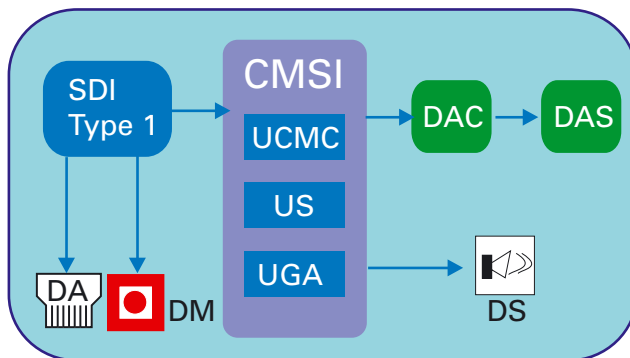 SDI
Type 1
CMSI
UCMC
US
UGA
DAC
DAS
DA
DM
DS